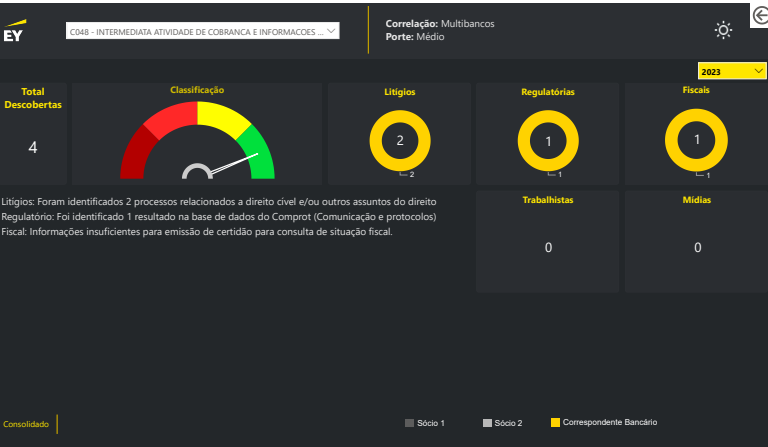 EY
C048 - INTERMEDIATA ATIVIDADE DE COBRANCA E INFORMACOES ...
Correlação: Multibancos
Porte: Médio
2023
Total
Descobertas
4
Classificação
Litígios
2
2
Regulatórias
1
1
Fiscais
1
1
Litígios: Foram identificados 2 processos relacionados a direito cível e/ou outros assuntos do direito
Regulatório: Foi identificado 1 resultado na base de dados do Comprot (Comunicação e protocolos)
Fiscal: Informações insuficientes para emissão de certidão para consulta de situação fiscal.
Trabalhistas
0
Mídias
0
Consolidado
Sócio 1
Sócio 2
Correspondente Bancário